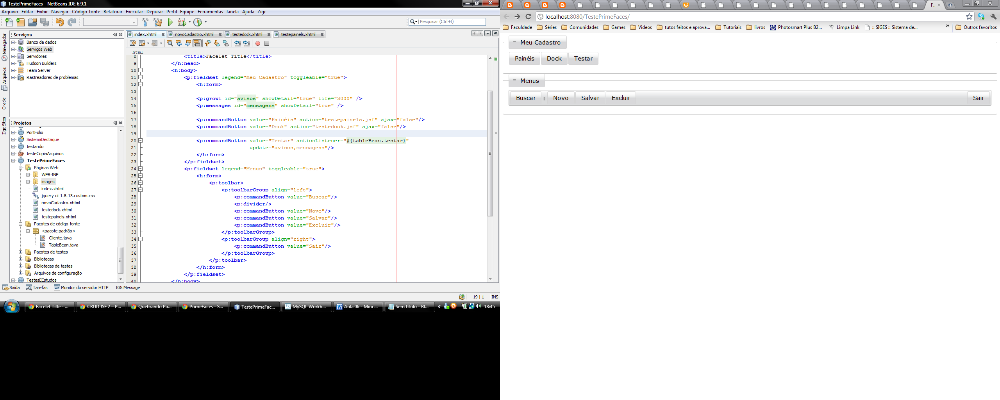 TestePrimeFaces - NetBeans IDE 6.9.1
Arquivo Editar Exibir Navegar Código-fonte Refatorar Executar Depurar Perfil Equipe Ferramentas Janela Ajuda Zigc
Pesquisar (Ctrl+I)
Navegador
Arquivos
Oracle
Zigc Sites
Serviços
Banco de dados
Serviços Web
Servidores
Hudson Builders
Team Server
Rastreadores de problemas
Projetos
PortFolio
SistemaDestaque
testando
testeCopiaArquivos
TestePrimeFaces
Páginas Web
WEB-INF
images
index.xhtml
jquery-ui-1.8.13.custom.css
novoCadastro.xhtml
testedock.xhtml
testepainels.xhtml
Pacotes de código-fonte
<pacote padrão>
Cliente.java
TableBean.java
Pacotes de testes
Bibliotecas
Bibliotecas de testes
Arquivos de configuração
TestesEEstudos
index.xhtml novoCadastro.xhtml testedock.xhtml testepainels.xhtml
html
8 <title>Facelet Title</title>
9 </h:head>
10 <h:body>
11 <p:fieldset legend="Meu Cadastro" toggleable="true">
12 <h:form>
13
14 <p:growl id="avisos" showDetail="true" life="3000" />
15 <p:messages id="mensagens" showDetail="true" />
16
17 <p:commandButton value="Painéis" action="testepainels.jsf" ajax="false"/>
18 <p:commandButton value="Dock" action="testedock.jsf" ajax="false"/>
19
20 <p:commandButton value="Testar" actionListener="#{tableBean.testar}"
21 update="avisos,mensagens"/>
22 </h:form>
23 </p:fieldset>
24 <p:fieldset legend="Menus" toggleable="true">
25 <h:form>
26 <p:toolbar>
27 <p:toolbarGroup align="left">
28 <p:commandButton value="Buscar"/>
29 <p:divider/>
30 <p:commandButton value="Novo"/>
31 <p:commandButton value="Salvar"/>
32 <p:commandButton value="Excluir"/>
33 </p:toolbarGroup>
34 <p:toolbarGroup align="right">
35 <p:commandButton value="Sair"/>
36 </p:toolbarGroup>
37 </p:toolbar>
38 </h:form>
39 </p:fieldset>
40 </h:body>
Saída Tarefas Monitor do servidor HTTP IGS Message
19 | 1 INS
Facelet Title - ... CRUD JSF 2 – P... Quebrando Pa... PrimeFaces - S... TestePrimeFac... MySQL Workb... Aula 06 - Mini ... Sem título - Bl... < 18:45
F.
localhost:8080/TestePrimeFaces/
Faculdade Séries Comunidades Games Videos tutos feitos e aprova... Tutoriais livros Photosmart Plus B2... Limpa Link :: SIGES :: Sistema de... » Outros favoritos
Meu Cadastro
Painéis Dock Testar
Menus
Buscar Novo Salvar Excluir Sair